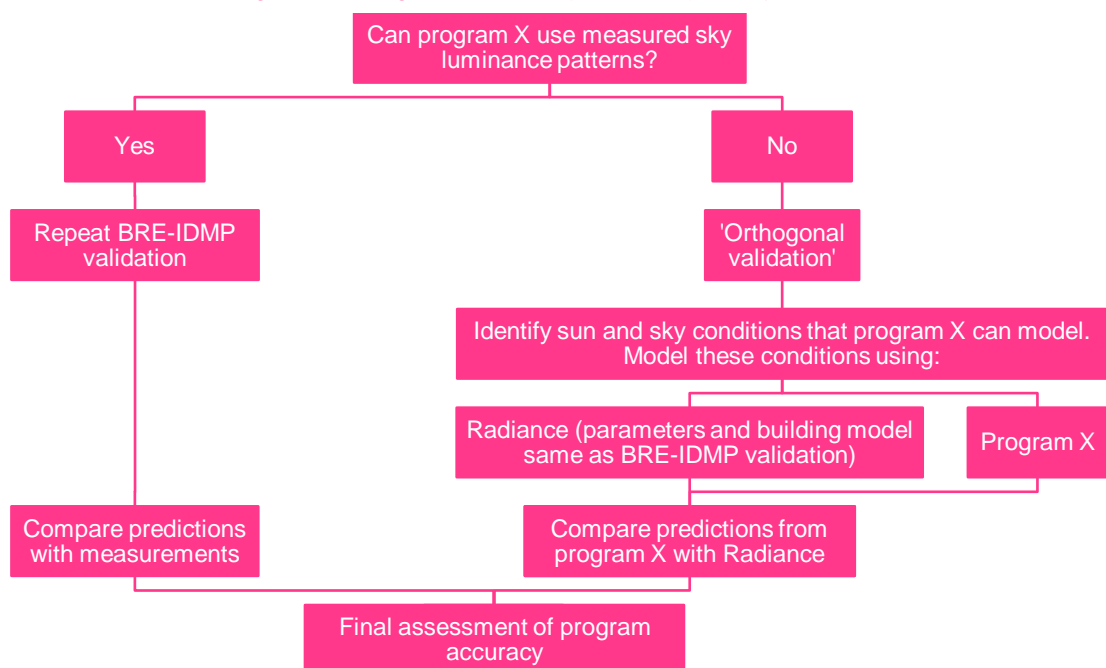 Can program X use measured sky
luminance patterns?
Yes
No
Repeat BRE-IDMP
validation
'Orthogonal
validation'
Identify sun and sky conditions that program X can model.
Model these conditions using:
Radiance (parameters and building model
same as BRE-IDMP validation)
Program X
Compare predictions
with measurements
Compare predictions from
program X with Radiance
Final assessment of program
accuracy